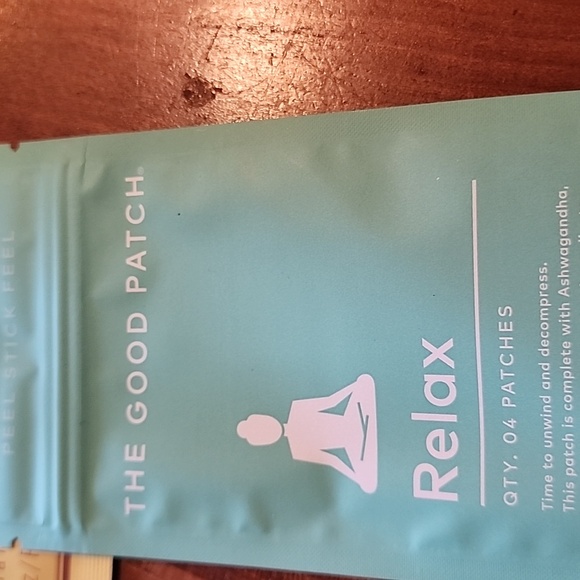 PEEL STICK FEEL
THE GOOD PATCH®
Relax
QTY. 04 PATCHES
Time to unwind and decompress.
This patch is complete with Ashwagandha,